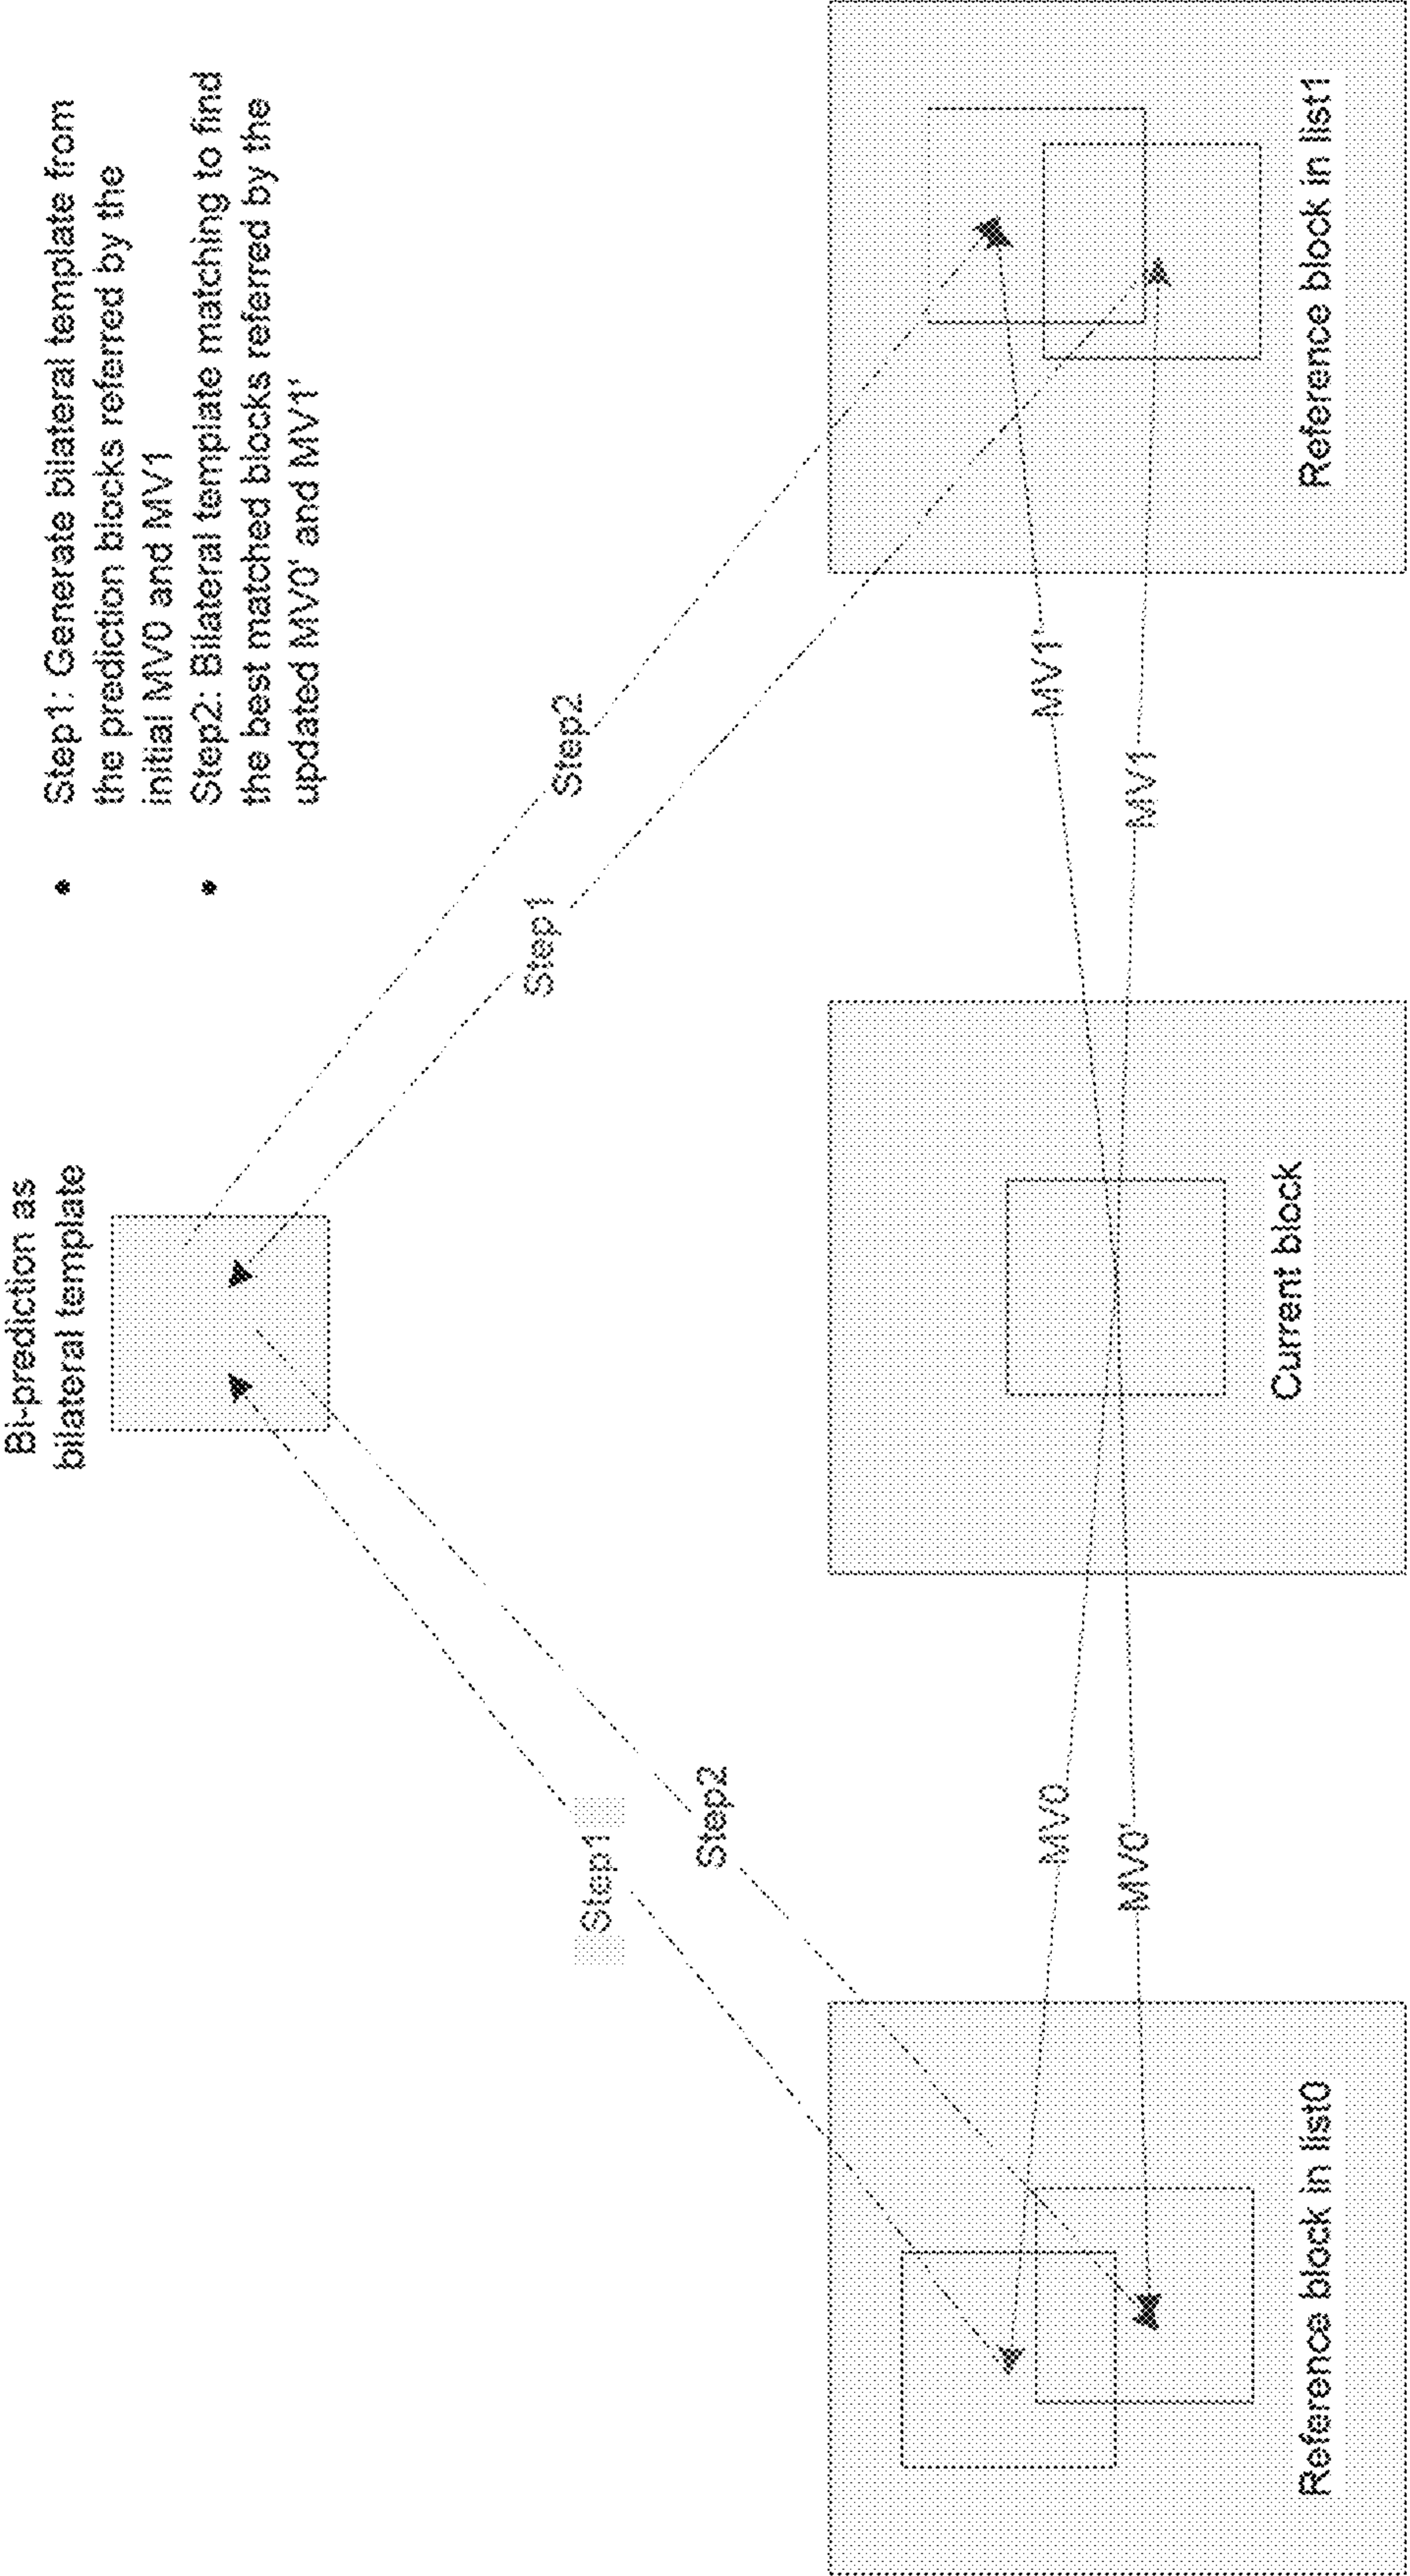 Bi-prediction as
bilateral template
• Step1: Generate bilateral template from
the prediction blocks referred by the
initial MV0 and MV1
• Step2: Bilateral template matching to find
the best matched blocks referred by the
updated MV0' and MV1'
Step1
Step2
Step1
Step2
MV0
MV0'
MV1'
MV1
Reference block in list0
Current block
Reference block in list1